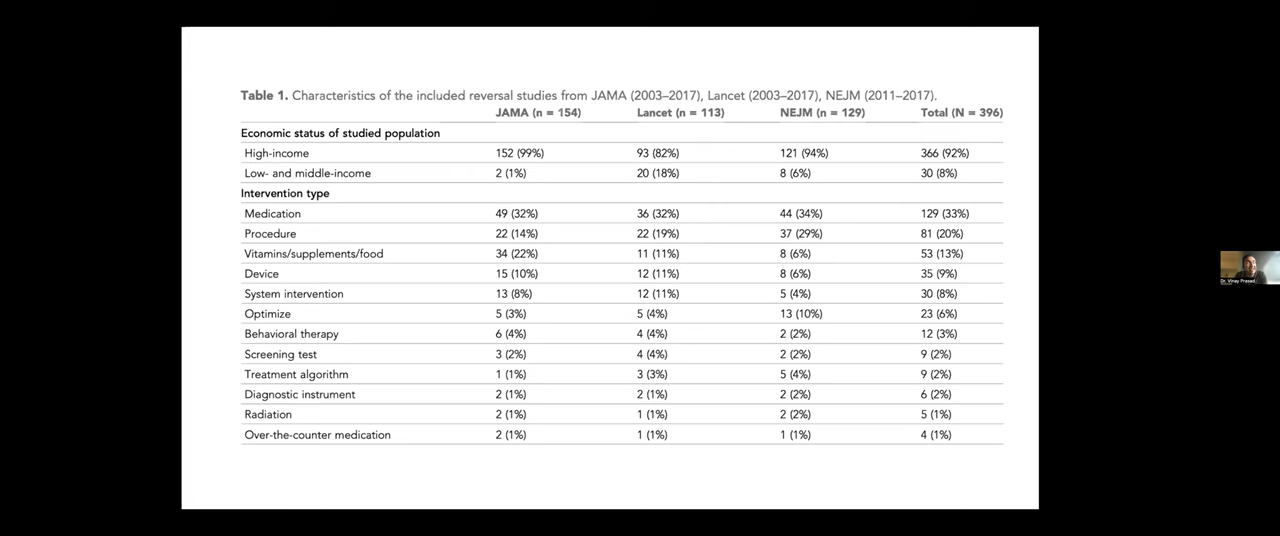 Table 1. Characteristics of the included reversal studies from JAMA (2003–2017), Lancet (2003–2017), NEJM (2011–2017).
JAMA (n = 154) Lancet (n = 113) NEJM (n = 129) Total (N = 396)
Economic status of studied population
High-income 152 (99%) 93 (82%) 121 (94%) 366 (92%)
Low- and middle-income 2 (1%) 20 (18%) 8 (6%) 30 (8%)
Intervention type
Medication 49 (32%) 36 (32%) 44 (34%) 129 (33%)
Procedure 22 (14%) 22 (19%) 37 (29%) 81 (20%)
Vitamins/supplements/food 34 (22%) 11 (11%) 8 (6%) 53 (13%)
Device 15 (10%) 12 (11%) 8 (6%) 35 (9%)
System intervention 13 (8%) 12 (11%) 5 (4%) 30 (8%)
Optimize 5 (3%) 5 (4%) 13 (10%) 23 (6%)
Behavioral therapy 6 (4%) 4 (4%) 2 (2%) 12 (3%)
Screening test 3 (2%) 4 (4%) 2 (2%) 9 (2%)
Treatment algorithm 1 (1%) 3 (3%) 5 (4%) 9 (2%)
Diagnostic instrument 2 (1%) 2 (1%) 2 (2%) 6 (2%)
Radiation 2 (1%) 1 (1%) 2 (2%) 5 (1%)
Over-the-counter medication 2 (1%) 1 (1%) 1 (1%) 4 (1%)
Dr. Vinay Prasad